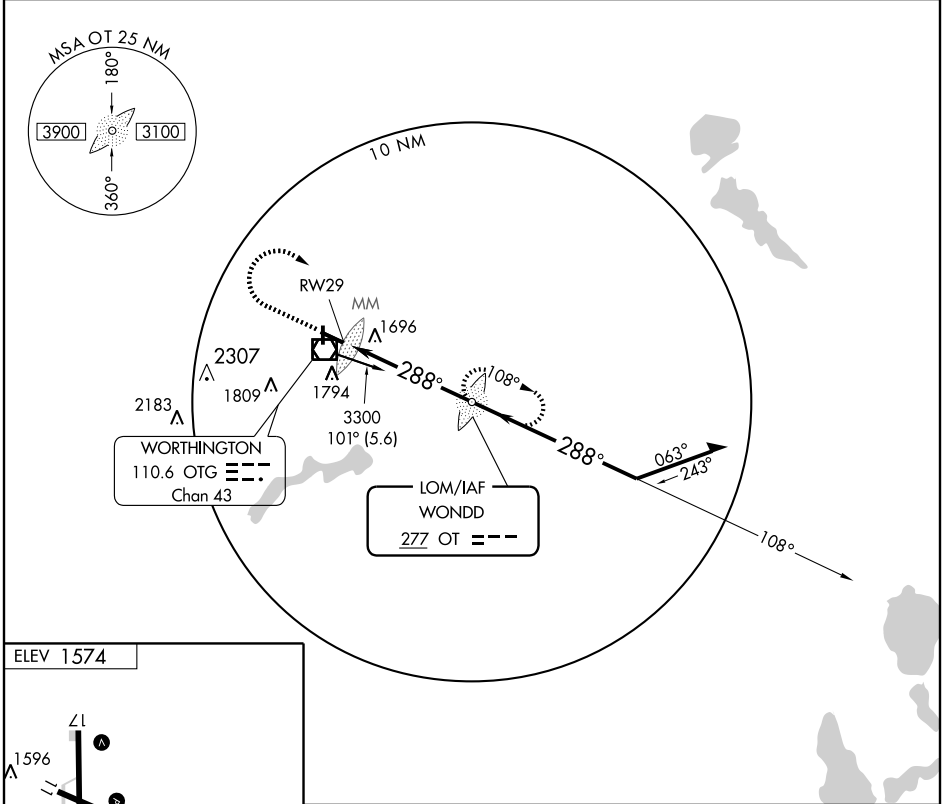 MSA OT 25 NM
180°
3900
3100
360°
10 NM
RW29
MM
1696
2307
1809
1794
2183
288°
108°
3300
101° (5.6)
WORTHINGTON
110.6 OTG
Chan 43
288°
063°
243°
LOM/IAF
WONDD
277 OT
108°
ELEV 1574
17
V
1596
11
P